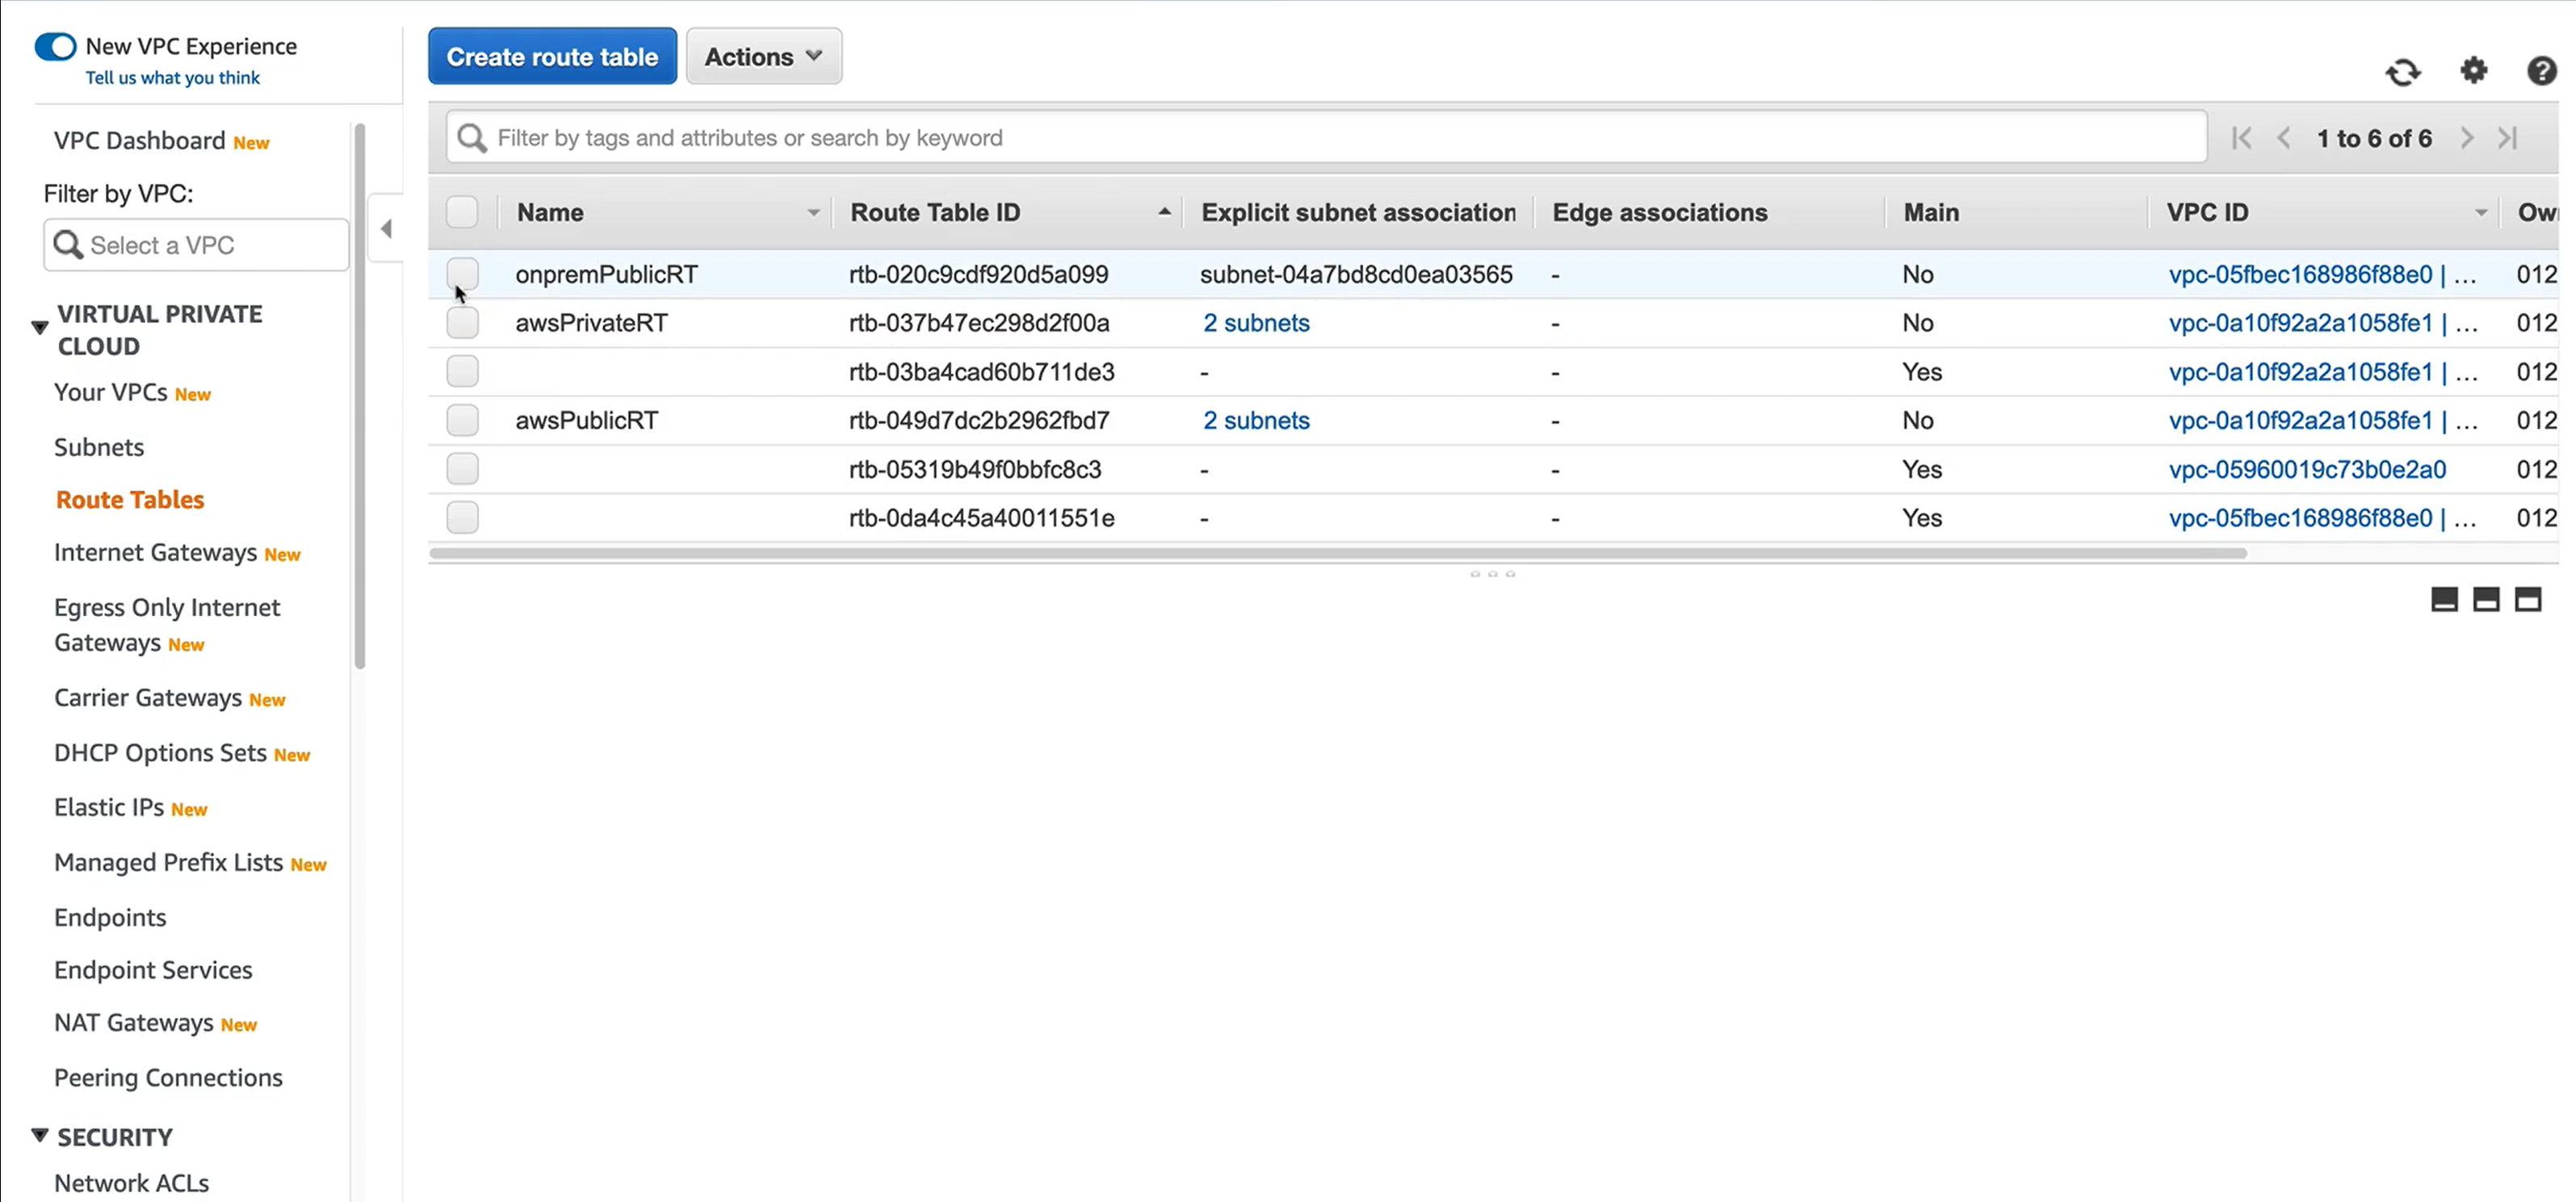 New VPC Experience
Tell us what you think
Create route table
Actions
VPC Dashboard New
Filter by VPC:
Select a VPC
VIRTUAL PRIVATE
CLOUD
Your VPCs New
Subnets
Route Tables
Internet Gateways New
Egress Only Internet
Gateways New
Carrier Gateways New
DHCP Options Sets New
Elastic IPs New
Managed Prefix Lists New
Endpoints
Endpoint Services
NAT Gateways New
Peering Connections
SECURITY
Network ACLs
Filter by tags and attributes or search by keyword
1 to 6 of 6
Name Route Table ID Explicit subnet association Edge associations Main VPC ID Ow
onpremPublicRT rtb-020c9cdf920d5a099 subnet-04a7bd8cd0ea03565 - No vpc-05fbec168986f88e0 | ... 012
awsPrivateRT rtb-037b47ec298d2f00a 2 subnets - No vpc-0a10f92a2a1058fe1 | ... 012
rtb-03ba4cad60b711de3 - - Yes vpc-0a10f92a2a1058fe1 | ... 012
awsPublicRT rtb-049d7dc2b2962fbd7 2 subnets - No vpc-0a10f92a2a1058fe1 | ... 012
rtb-05319b49f0bbfc8c3 - - Yes vpc-05960019c73b0e2a0 012
rtb-0da4c45a40011551e - - Yes vpc-05fbec168986f88e0 | ... 012